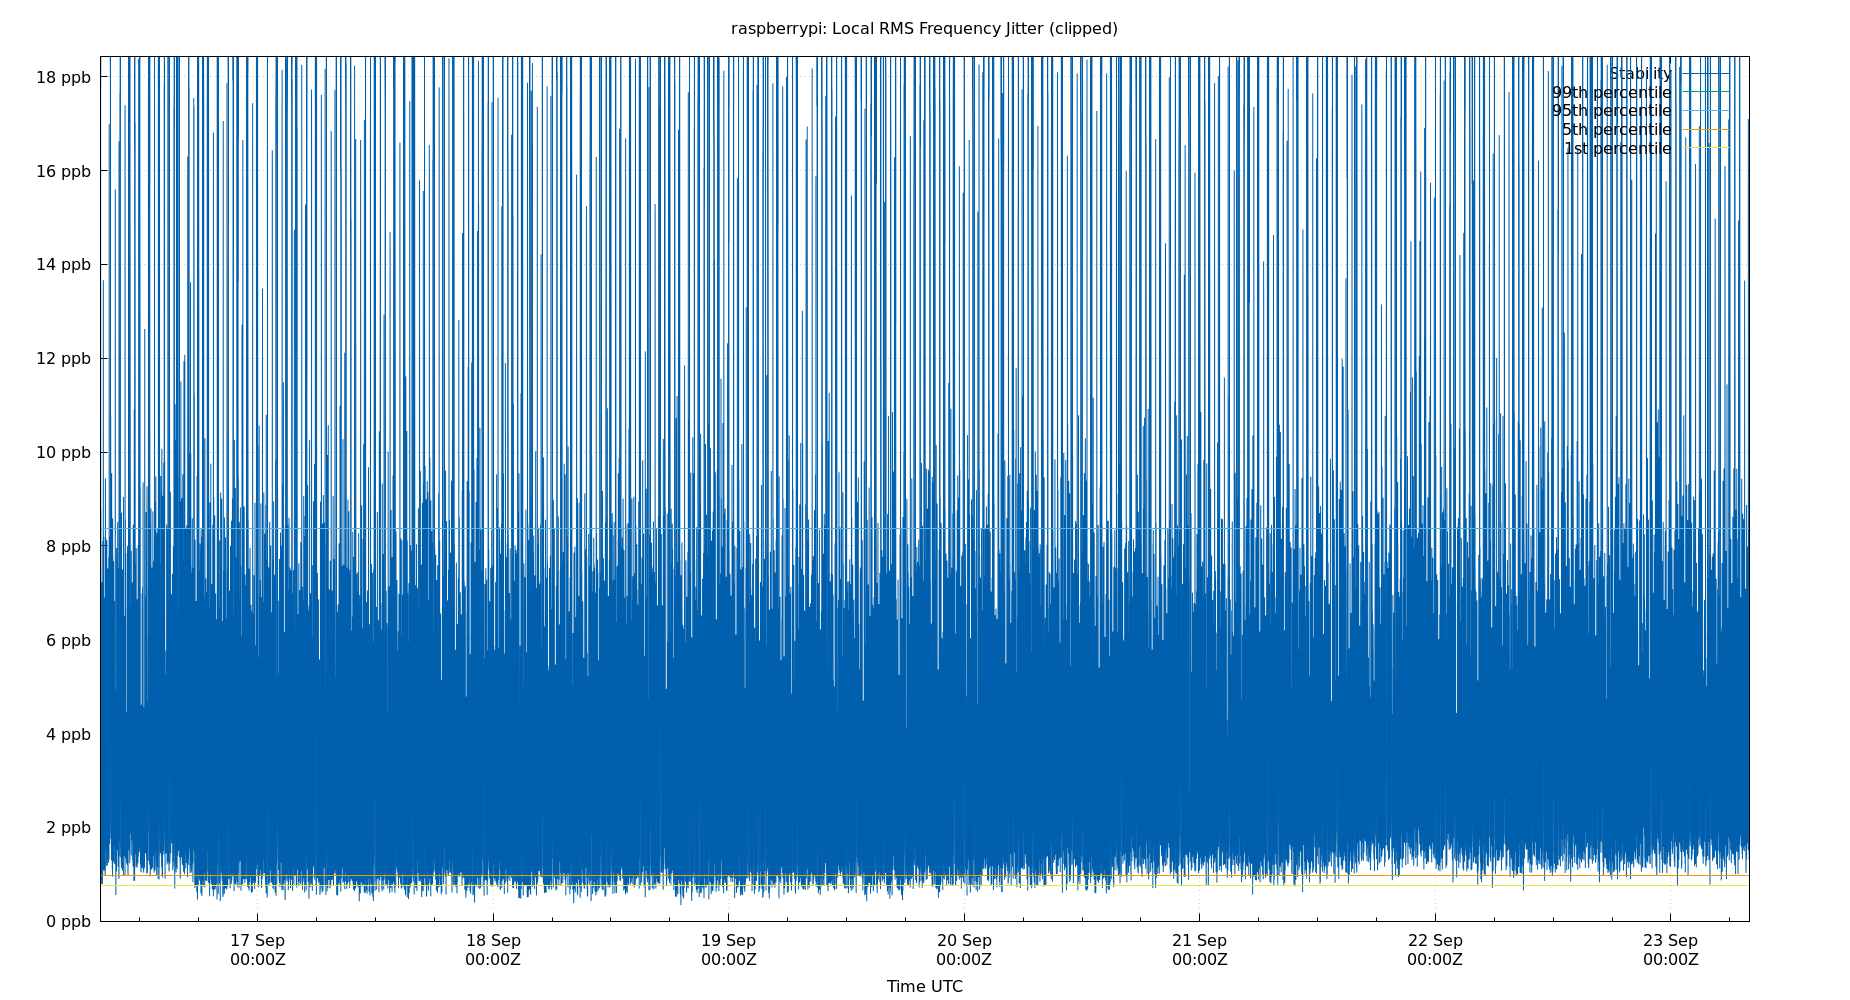 raspberrypi: Local RMS Frequency Jitter (clipped)
18 ppb
16 ppb
14 ppb
12 ppb
10 ppb
8 ppb
6 ppb
4 ppb
2 ppb
0 ppb
Stability
99th percentile
95th percentile
5th percentile
1st percentile
17 Sep 18 Sep 19 Sep 20 Sep 21 Sep 22 Sep 23 Sep
00:00Z 00:00Z 00:00Z 00:00Z 00:00Z 00:00Z 00:00Z
Time UTC